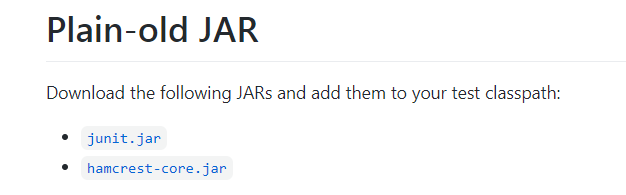 Plain-old JAR
Download the following JARs and add them to your test classpath:
junit.jar
hamcrest-core.jar